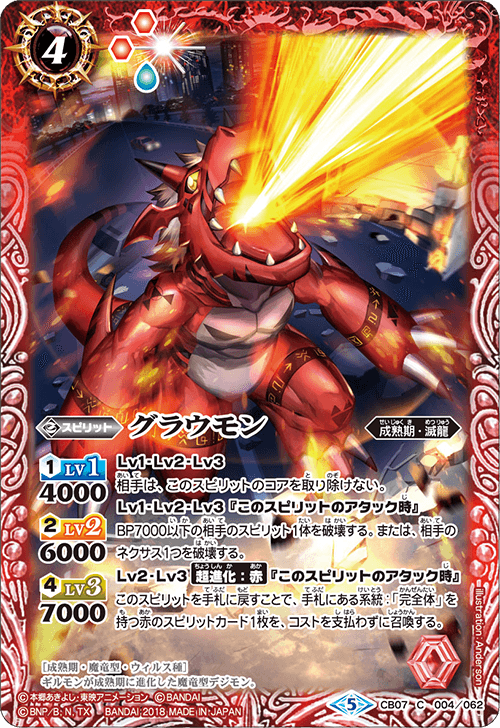 4
スピリット
グラウモン
成熟期・滅龍
1 LV1
4000
2 LV2
6000
4 LV3
7000
Lv1・Lv2・Lv3
相手は、このスピリットのコアを取り除けない。
Lv1・Lv2・Lv3『このスピリットのアタック時』
BP7000以下の相手のスピリット1体を破壊する。または、相手の
ネクサス1つを破壊する。
Lv2・Lv3 超進化:赤 『このスピリットのアタック時』
このスピリットを手札に戻すことで、手札にある系統:「完全体」を
持つ赤のスピリットカード1枚を、コストを支払わずに召喚する。
[成熟期・魔竜型・ウィルス種]
ギルモンが成熟期に進化した魔竜型デジモン。
©本郷あきよし・東映アニメーション ©BANDAI
©BNP/B, N, TX BANDAI 2018 MADE IN JAPAN
5 CB07 C 004/062
illustration:Anderson